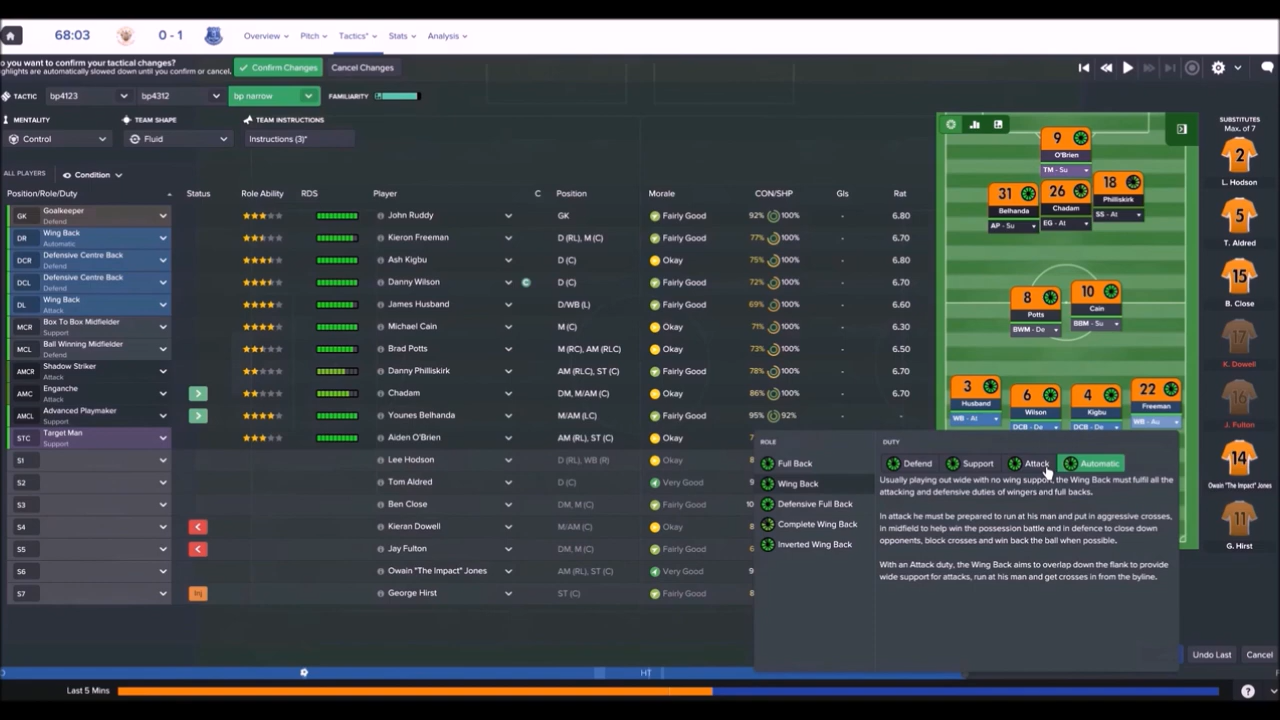 68:03 0 - 1 Overview Pitch Tactics* Stats Analysis
o you want to confirm your tactical changes?
ighlights are automatically slowed down until you confirm or cancel.
Confirm Changes Cancel Changes
TACTIC bp4123 bp4312 bp narrow FAMILIARITY
MENTALITY TEAM SHAPE TEAM INSTRUCTIONS
Control Fluid Instructions (3)*
ALL PLAYERS Condition
Position/Role/Duty Status Role Ability RDS Player C Position Morale CON/SHP Gls Rat
GK Goalkeeper Defend John Ruddy GK Fairly Good 92% 100% - 6.80
DR Wing Back Automatic Kieron Freeman D (RL), M (C) Fairly Good 77% 100% - 6.70
DCR Defensive Centre Back Defend Ash Kigbu D (C) Okay 75% 100% - 6.80
DCL Defensive Centre Back Defend Danny Wilson C D (C) Fairly Good 72% 100% - 6.70
DL Wing Back Attack James Husband D/WB (L) Fairly Good 69% 100% - 6.60
MCR Box To Box Midfielder Support Michael Cain M (C) Okay 71% 100% - 6.30
MCL Ball Winning Midfielder Defend Brad Potts M (RC), AM (RLC) Fairly Good 73% 100% - 6.50
AMCR Shadow Striker Attack Danny Philliskirk AM (RLC), ST (C) Fairly Good 78% 100% -
AMC Enganche Attack Chadam DM, M/AM (C) Okay 86% 100% - 6.70
AMCL Advanced Playmaker Support Younes Belhanda M/AM (LC) Fairly Good 95% 92% - -
STC Target Man Support Aiden O'Brien AM (RL), ST (C) Okay
S1 Lee Hodson D (RL), WB (R) Okay
S2 Tom Aldred D (C) Very Good
S3 Ben Close DM, M (C) Fairly Good
S4 Kieran Dowell M/AM (C) Okay
S5 Jay Fulton DM, M (C) Fairly Good
S6 Owain "The Impact" Jones AM (RL), ST (C) Very Good
S7 Inj George Hirst ST (C) Fairly Good
9
O'Brien
TM - Su
31 26 18
Belhanda Chadam Philliskirk
AP - Su EG - At SS - At
8 10
Potts Cain
BWM - De BBM - Su
3 6 4 22
Husband Wilson Kigbu Freeman
WB - At DCB - De DCB - De WB - Au
SUBSTITUTES
Max. of 7
2
L. Hodson
5
T. Aldred
15
B. Close
17
K. Dowell
16
J. Fulton
14
Owain "The Impact" Jones
11
G. Hirst
ROLE DUTY
Full Back
Wing Back
Defensive Full Back
Complete Wing Back
Inverted Wing Back
Defend Support Attack Automatic
Usually playing out wide with no wing support, the Wing Back must fulfil all the
attacking and defensive duties of wingers and full backs.
In attack he must be prepared to run at his man and put in aggressive crosses,
in midfield to help win the possession battle and in defence to close down
opponents, block crosses and win back the ball when possible.
With an Attack duty, the Wing Back aims to overlap down the flank to provide
wide support for attacks, run at his man and get crosses in from the byline.
Undo Last Cancel
HT
Last 5 Mins